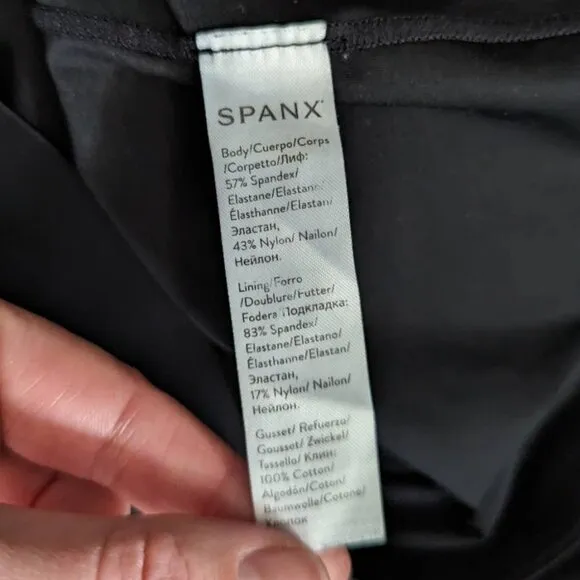 SPANX
Body/Cuerpo/Corps
/Corpetto/Лиф:
57% Spandex/
Elastane/Elastan
Élasthanne/Elastan/
Эластан,
43% Nylon/ Nailon/
Нейлон.
Lining/Forro
/Doublure/Futter/
Fodera Подкладка:
83% Spandex/
Elastane/Elastano/
Élasthanne/Elastan/
Эластан,
17% Nylon/ Nailon/
Нейлон.
Gusset/ Refuerzo/
Gousset/ Zwickel/
Tassello/ Клин:
100% Cotton/
Algodón/Coton/
Baumwolle/Cotone/
Хлопок